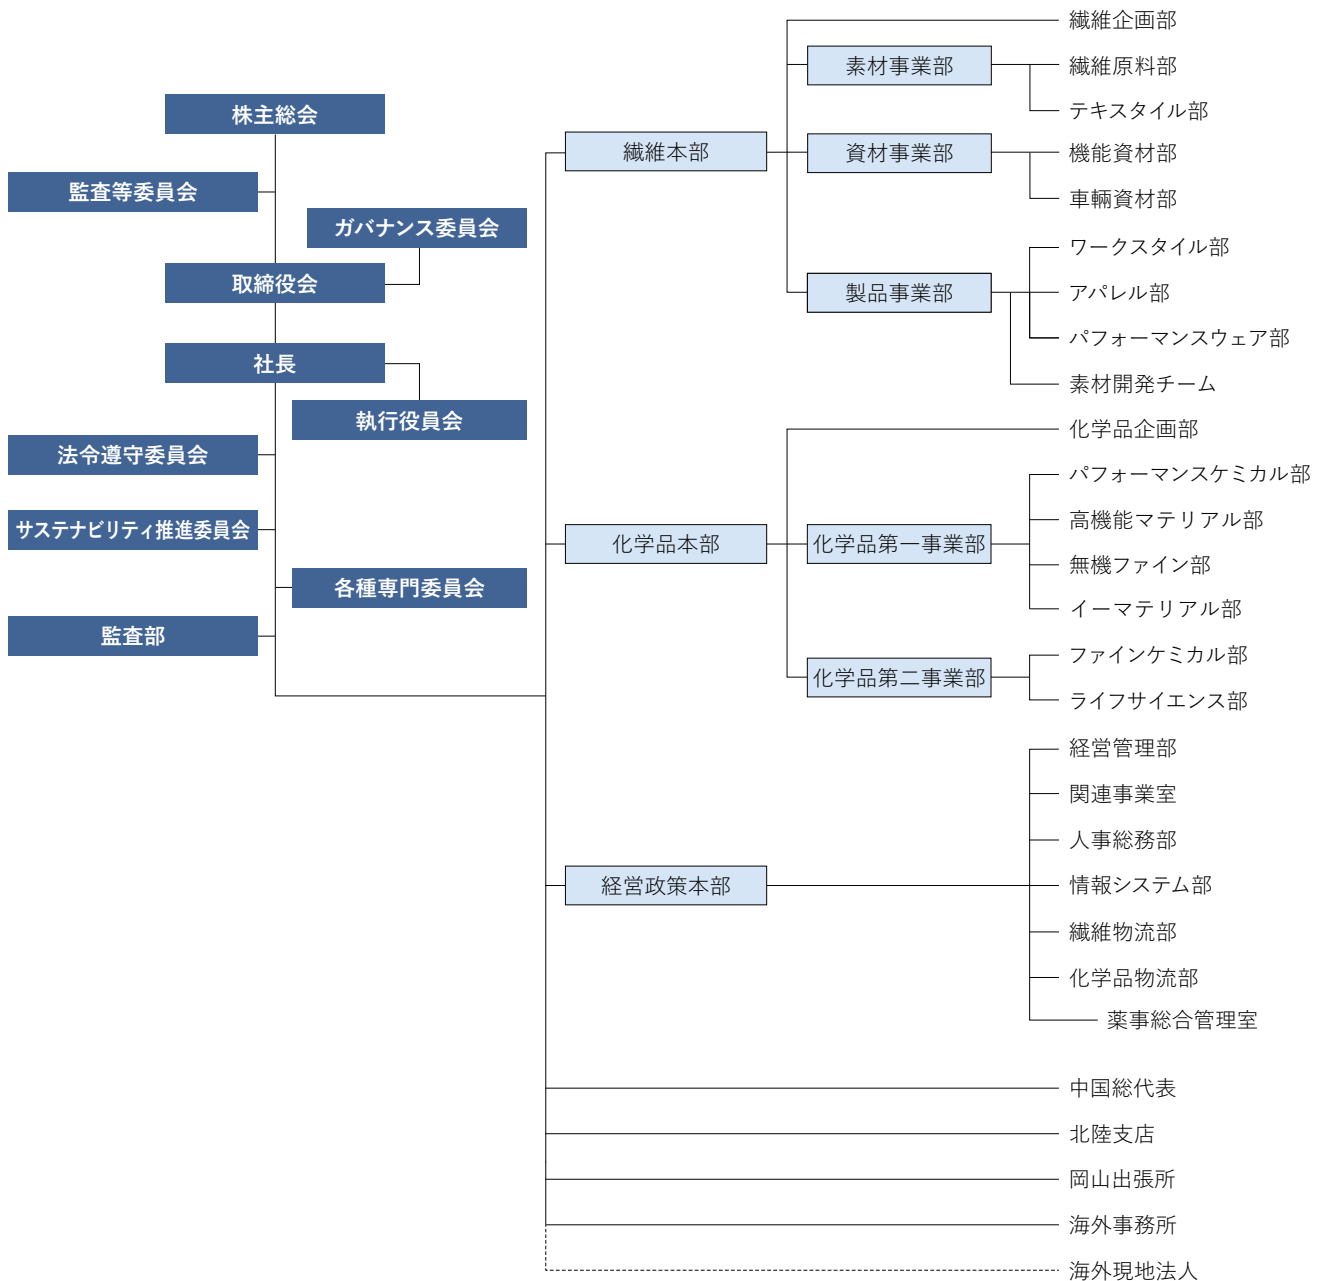 株主総会
監査等委員会
ガバナンス委員会
取締役会
社長
執行役員会
法令遵守委員会
サステナビリティ推進委員会
各種専門委員会
監査部
繊維本部
繊維企画部
素材事業部
繊維原料部
テキスタイル部
資材事業部
機能資材部
車輌資材部
製品事業部
ワークスタイル部
アパレル部
パフォーマンスウェア部
素材開発チーム
化学品本部
化学品企画部
化学品第一事業部
パフォーマンスケミカル部
高機能マテリアル部
無機ファイン部
イーマテリアル部
化学品第二事業部
ファインケミカル部
ライフサイエンス部
経営政策本部
経営管理部
関連事業室
人事総務部
情報システム部
繊維物流部
化学品物流部
薬事総合管理室
中国総代表
北陸支店
岡山出張所
海外事務所
海外現地法人